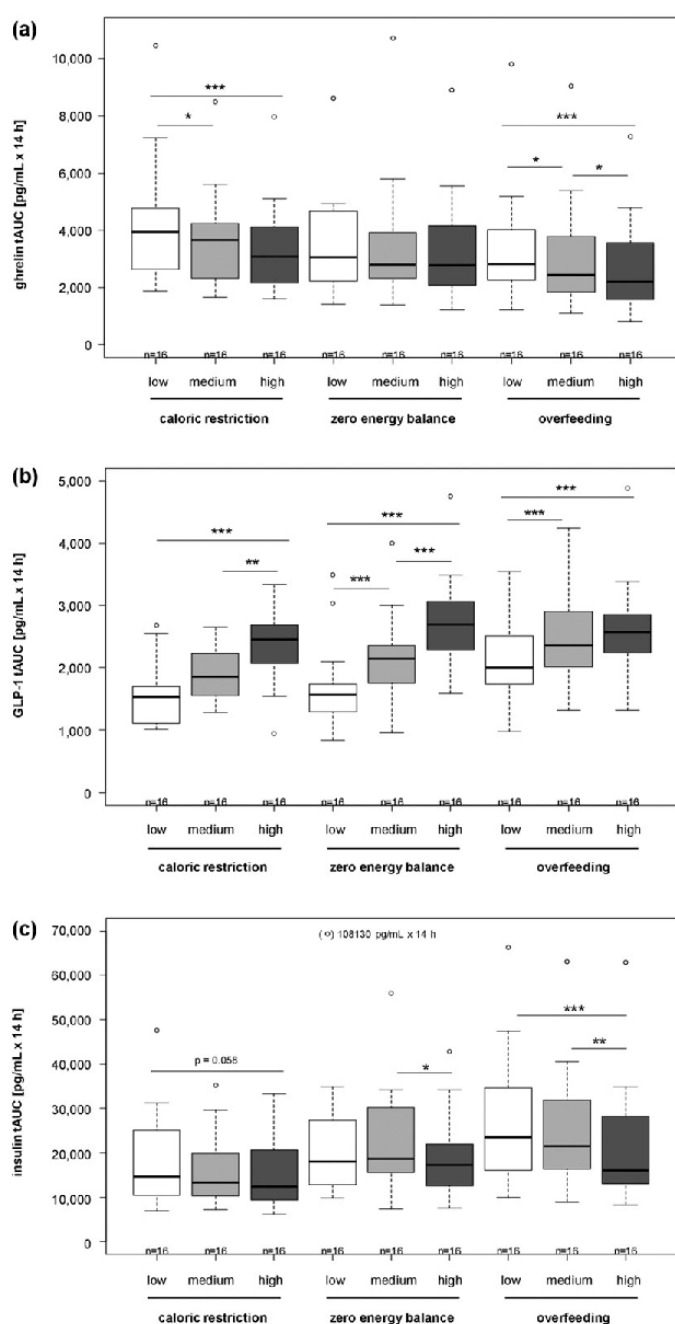 (a)
ghrelin tAUC [pg/mL x 14 h]
10,000
8,000
6,000
4,000
2,000
0
***
*
***
*
*
n=16 n=16 n=16 n=16 n=16 n=16 n=16 n=16 n=16
low medium high low medium high low medium high
caloric restriction zero energy balance overfeeding
(b)
GLP-1 tAUC [pg/mL x 14 h]
5,000
4,000
3,000
2,000
1,000
0
***
**
***
***
***
***
***
n=16 n=16 n=16 n=16 n=16 n=16 n=16 n=16 n=16
low medium high low medium high low medium high
caloric restriction zero energy balance overfeeding
(c)
insulin tAUC [pg/mL x 14 h]
70,000
60,000
50,000
40,000
30,000
20,000
10,000
0
(o) 108130 pg/mL x 14 h
p = 0.058
*
***
**
n=16 n=16 n=16 n=16 n=16 n=16 n=16 n=16 n=16
low medium high low medium high low medium high
caloric restriction zero energy balance overfeeding